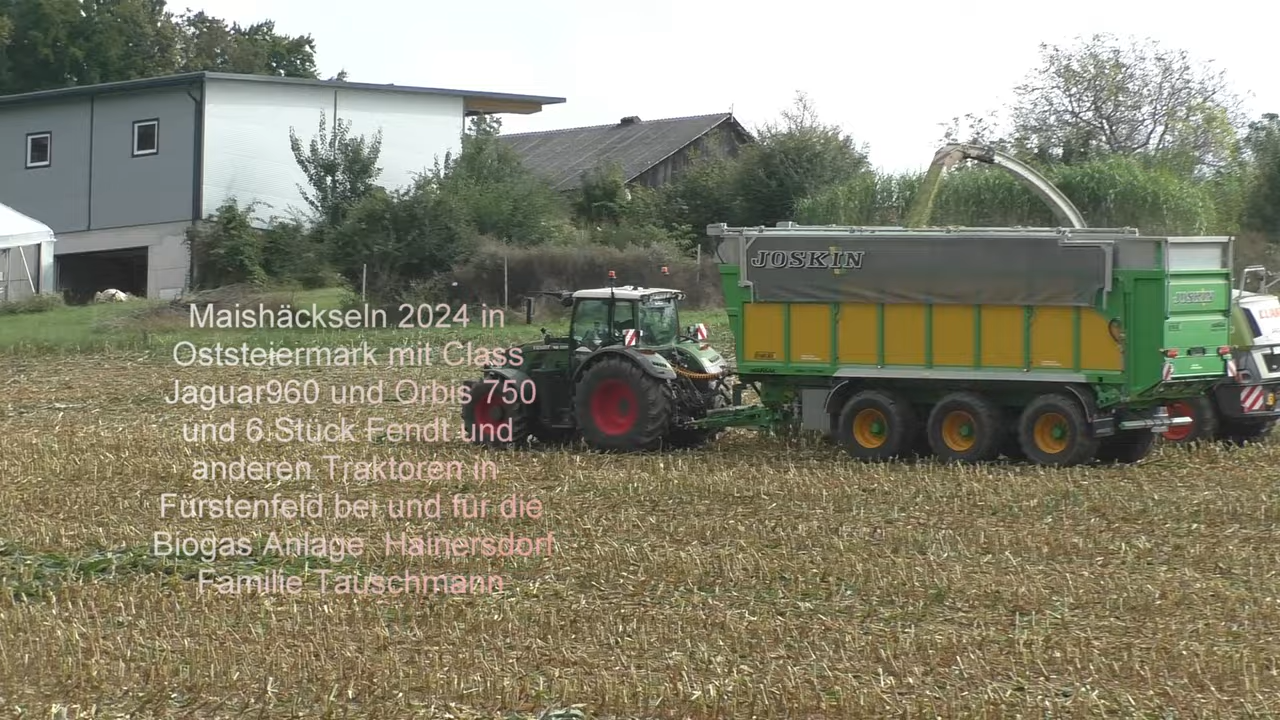 Maishäckseln 2024 in
Oststeiermark mit Class
Jaguar960 und Orbis 750
und 6 Stück Fendt und
anderen Traktoren in
Fürstenfeld bei und für die
Biogas Anlage Hainersdorf
Familie Tauschmann
JOSKIN
JOSKIN